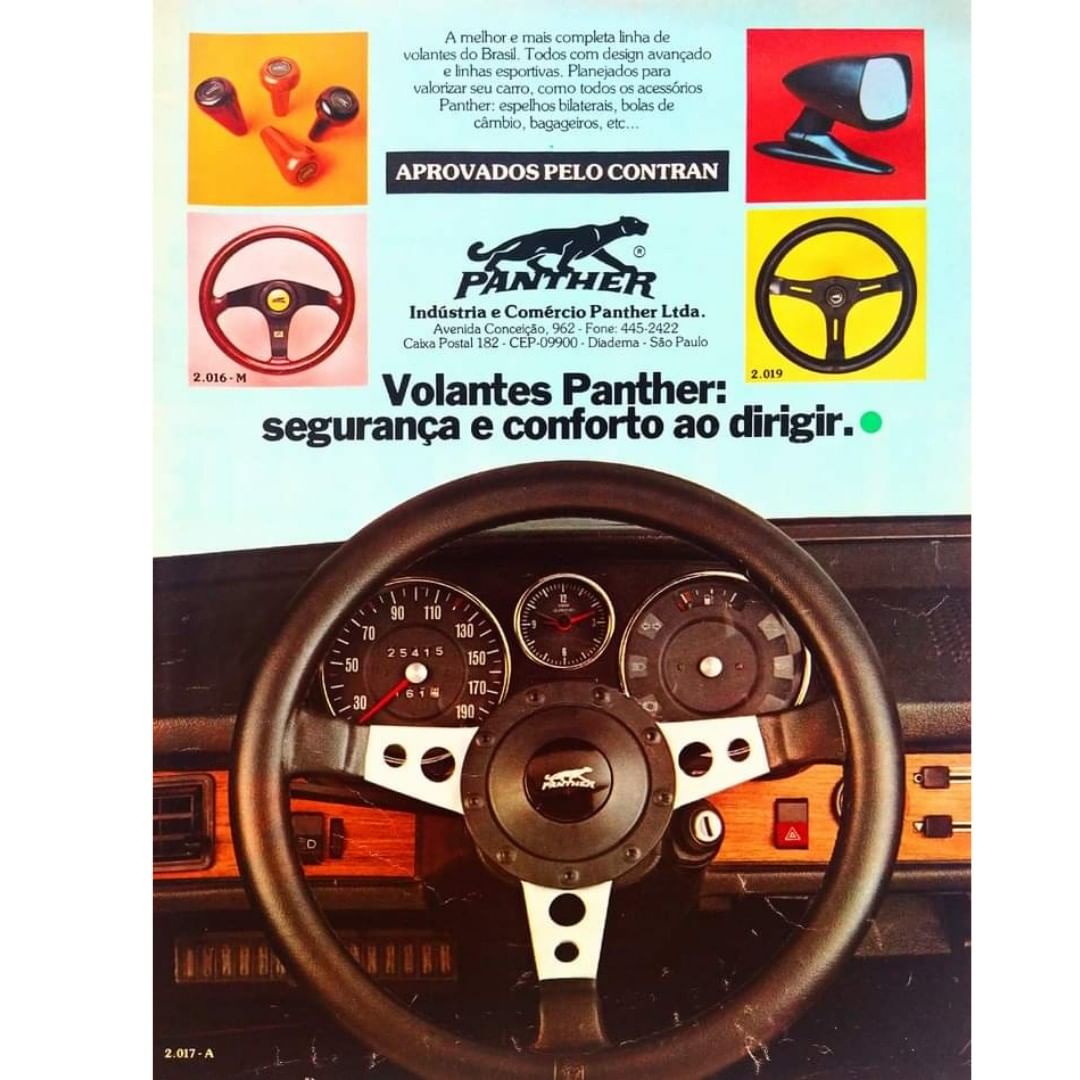 A melhor e mais completa linha de
volantes do Brasil. Todos com design avançado
e linhas esportivas. Planejados para
valorizar seu carro, como todos os acessórios
Panther: espelhos bilaterais, bolas de
câmbio, bagageiros, etc...
APROVADOS PELO CONTRAN
PANTHER ®
Indústria e Comércio Panther Ltda.
Avenida Conceição, 962 - Fone: 445-2422
Caixa Postal 182 - CEP-09900 - Diadema - São Paulo
2.016 - M
2.019
Volantes Panther:
segurança e conforto ao dirigir.
30 50 70 90 110 130 150 170 190
25415
12 3 6 9
PANTHER
D
2.017 - A